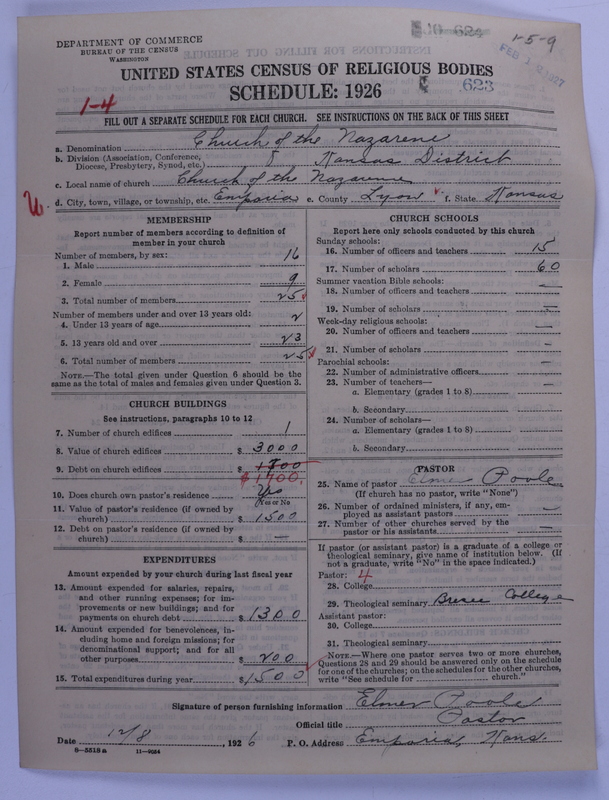 DEPARTMENT OF COMMERCE
BUREAU OF THE CENSUS
WASHINGTON
624
1-5-9
FEB 1927
UNITED STATES CENSUS OF RELIGIOUS BODIES
SCHEDULE: 1926
623
1-4
FILL OUT A SEPARATE SCHEDULE FOR EACH CHURCH. SEE INSTRUCTIONS ON THE BACK OF THIS SHEET
a. Denomination Church of the Nazarene
b. Division (Association, Conference, Diocese, Presbytery, Synod, etc.) Kansas District
c. Local name of church Church of the Nazarene
d. City, town, village, or township, etc. Emporia e. County Lyon f. State Kansas
MEMBERSHIP
Report number of members according to definition of
member in your church
Number of members, by sex:
1. Male 16
2. Female 9
3. Total number of members 25
Number of members under and over 13 years old:
4. Under 13 years of age 2
5. 13 years old and over 23
6. Total number of members 25
NOTE.—The total given under Question 6 should be
same as the total of males and females given under Question 3.
CHURCH BUILDINGS
See instructions, paragraphs 10 to 12
7. Number of church edifices 1
8. Value of church edifices $ 3000
9. Debt on church edifices $ 1700
$1700.
10. Does church own pastor's residence Yes
Yes or No
11. Value of pastor's residence (if owned by
church) $ 1500
12. Debt on pastor's residence (if owned by
church) $ —
EXPENDITURES
Amount expended by your church during last fiscal year
13. Amount expended for salaries, repairs,
and other running expenses; for im-
provements or new buildings; and for
payments on church debt $ 1300
14. Amount expended for benevolences, in-
cluding home and foreign missions; for
denominational support; and for all
other purposes $ 200
15. Total expenditures during year $ 1500
CHURCH SCHOOLS
Report here only schools conducted by this church
Sunday schools:
16. Number of officers and teachers 15
17. Number of scholars 60
Summer vacation Bible schools:
18. Number of officers and teachers —
19. Number of scholars —
Week-day religious schools:
20. Number of officers and teachers —
21. Number of scholars —
Parochial schools:
22. Number of administrative officers —
23. Number of teachers—
a. Elementary (grades 1 to 8) —
b. Secondary —
24. Number of scholars—
a. Elementary (grades 1 to 8) —
b. Secondary —
PASTOR
25. Name of pastor Elmer Poole
(If church has no pastor, write "None")
26. Number of ordained ministers, if any, em-
ployed as assistant pastors —
27. Number of other churches served by the
pastor or his assistants —
If pastor (or assistant pastor) is a graduate of a college or
theological seminary, give name of institution below. (If
not a graduate, write "No" in the space indicated.)
Pastor: 4
28. College
29. Theological seminary Bresee College
Assistant pastor:
30. College
31. Theological seminary
NOTE.—Where one pastor serves two or more churches,
Questions 28 and 29 should be answered only on the schedule
for one of the churches; on the schedules for the other churches,
write "See schedule for church."
Signature of person furnishing information Elmer Poole
Official title Pastor
Date 12/8, 1926 P. O. Address Emporia, Kans.
8—5518 a 11—9024